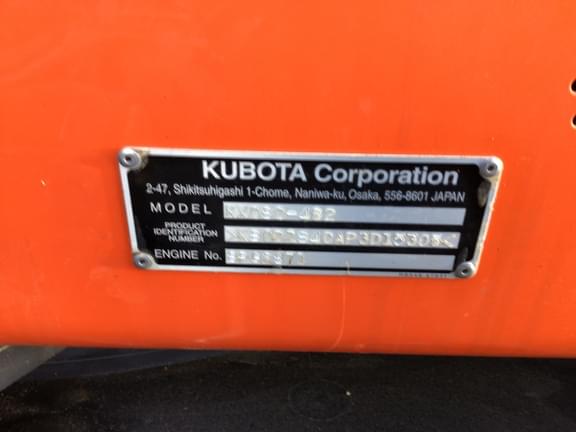 KUBOTA Corporation
2-47, Shikitsuhigashi 1-Chome, Naniwa-ku, Osaka, 556-8601 JAPAN
MODEL
PRODUCT
IDENTIFICATION
NUMBER
ENGINE No.